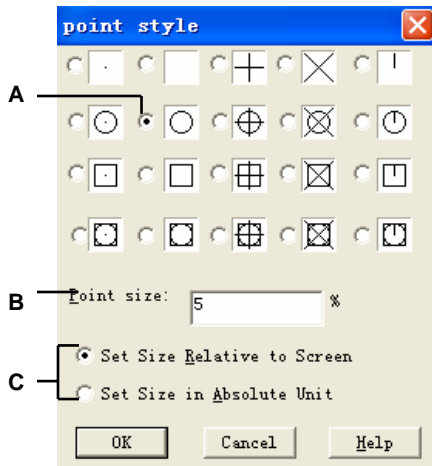 point style
A
B
Point size:
5
%
C
Set Size Relative to Screen
Set Size in Absolute Unit
OK
Cancel
Help